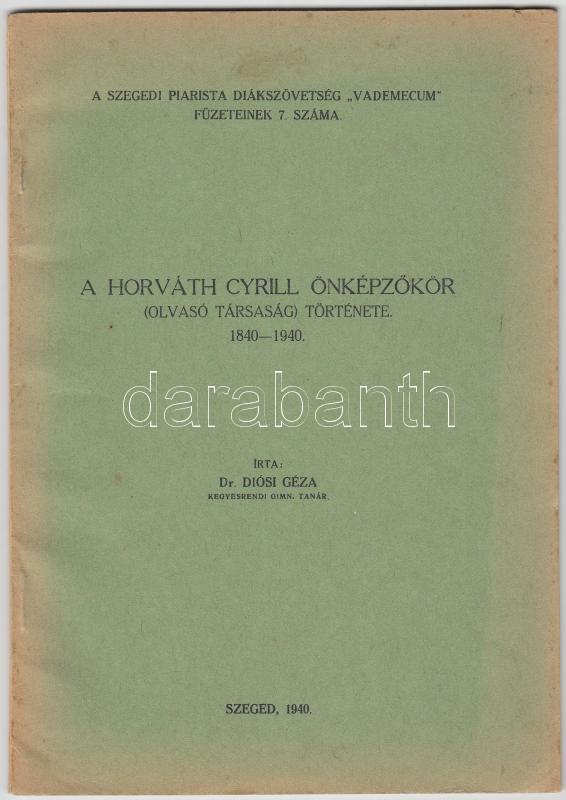 A SZEGEDI PIARISTA DIÁKSZÖVETSÉG „VADEMECUM"
FÜZETEINEK 7. SZÁMA.
A HORVÁTH CYRILL ÖNKÉPZŐKÖR
(OLVASÓ TÁRSASÁG) TÖRTÉNETE.
1840—1940.
darabanth
ÍRTA:
Dr. DIÓSI GÉZA
KEGYESRENDI GIMN. TANÁR.
SZEGED, 1940.